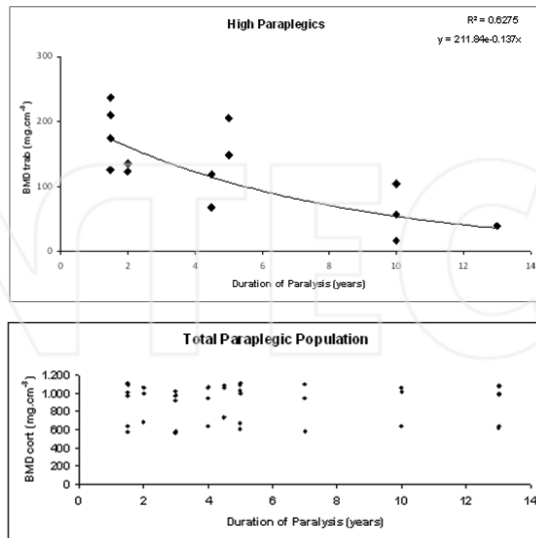 High Paraplegics
R² = 0.6275
y = 211.84e-0.137x
BMD trab (mg.cm-³)
300
200
100
0
0 2 4 6 8 10 12 14
Duration of Paralysis (years)
Total Paraplegic Population
BMD cort (mg.cm-³)
1.200
1.000
800
600
400
200
0
0 2 4 6 8 10 12 14
Duration of Paralysis (years)